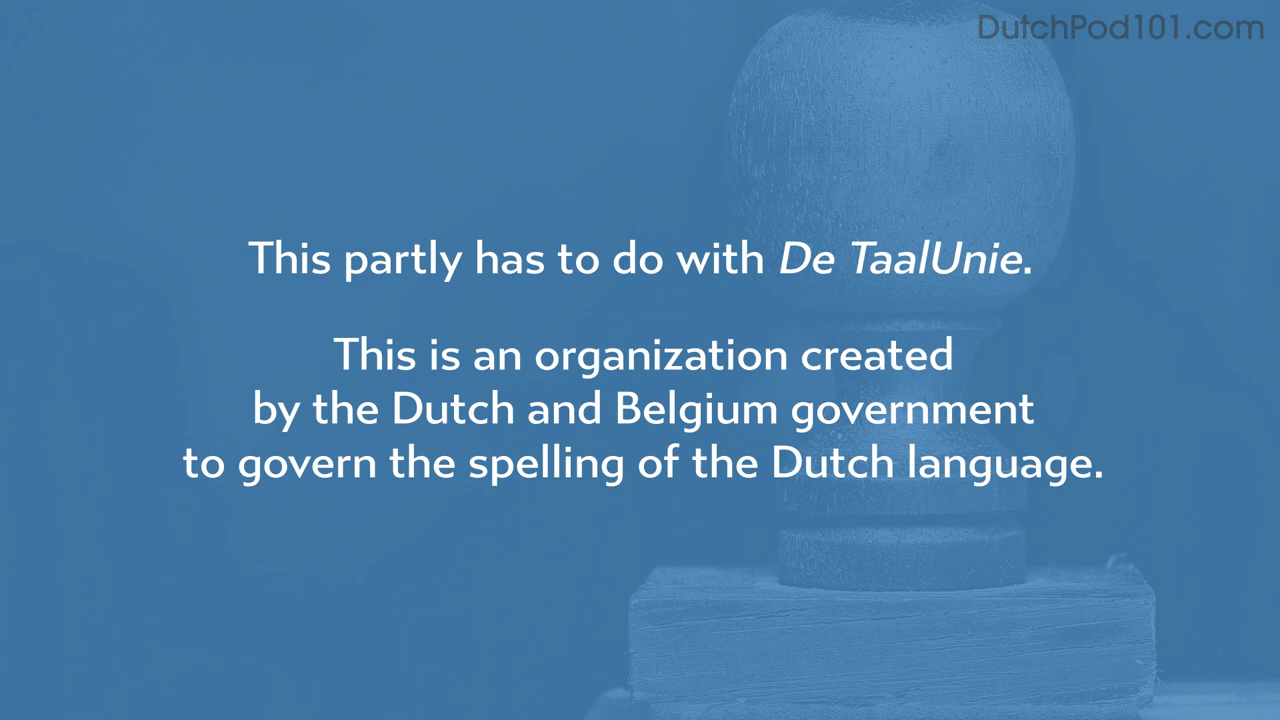 DutchPod101.com
This partly has to do with De TaalUnie.
This is an organization created
by the Dutch and Belgium government
to govern the spelling of the Dutch language.